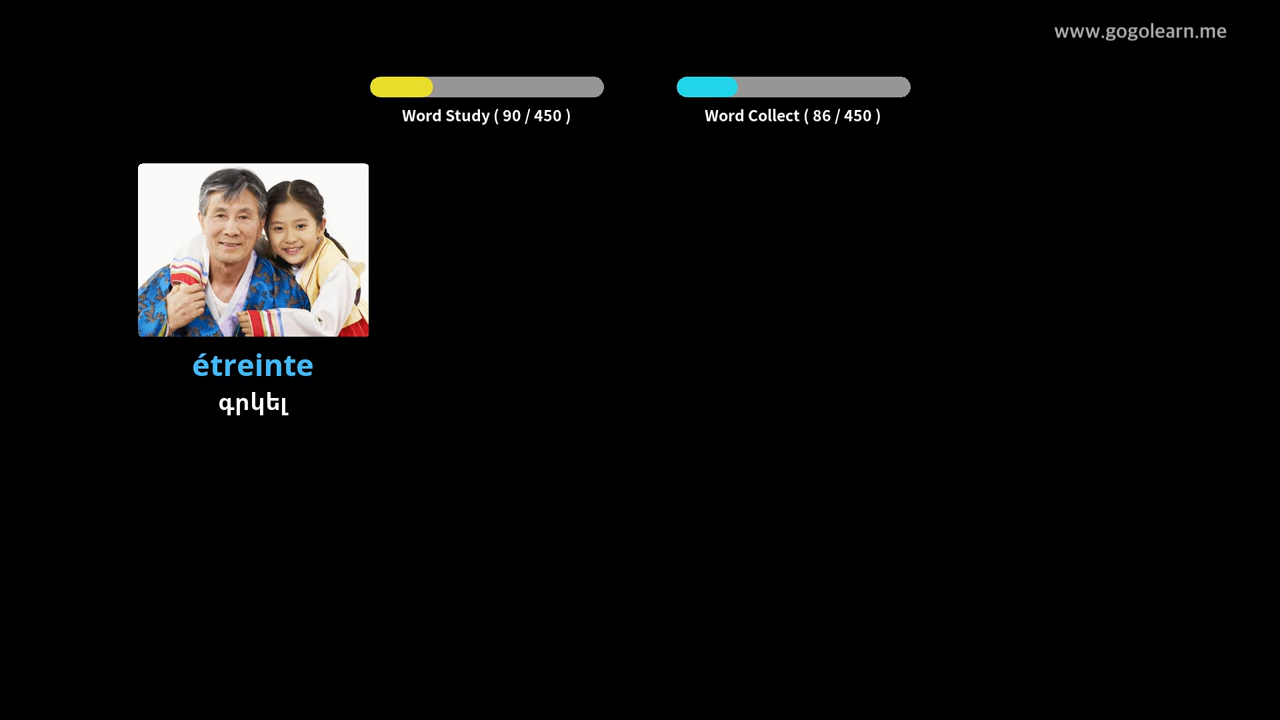 www.gogolearn.me
Word Study ( 90 / 450 )
Word Collect ( 86 / 450 )
étreinte
գրկել